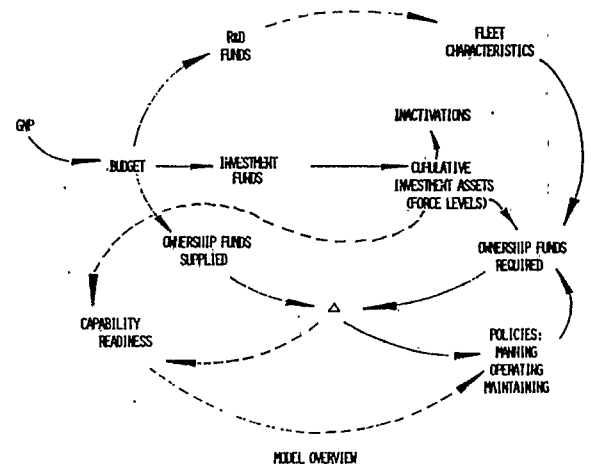 R&D
FUNDS
FLEET
CHARACTERISTICS
INACTIVATIONS
GNP
BUDGET
INVESTMENT
FUNDS
CUMULATIVE
INVESTMENT ASSETS
(FORCE LEVELS)
OWNERSHIP FUNDS
SUPPLIED
OWNERSHIP FUNDS
REQUIRED
Δ
CAPABILITY
READINESS
POLICIES:
MANNING
OPERATING
MAINTAINING
MODEL OVERVIEW